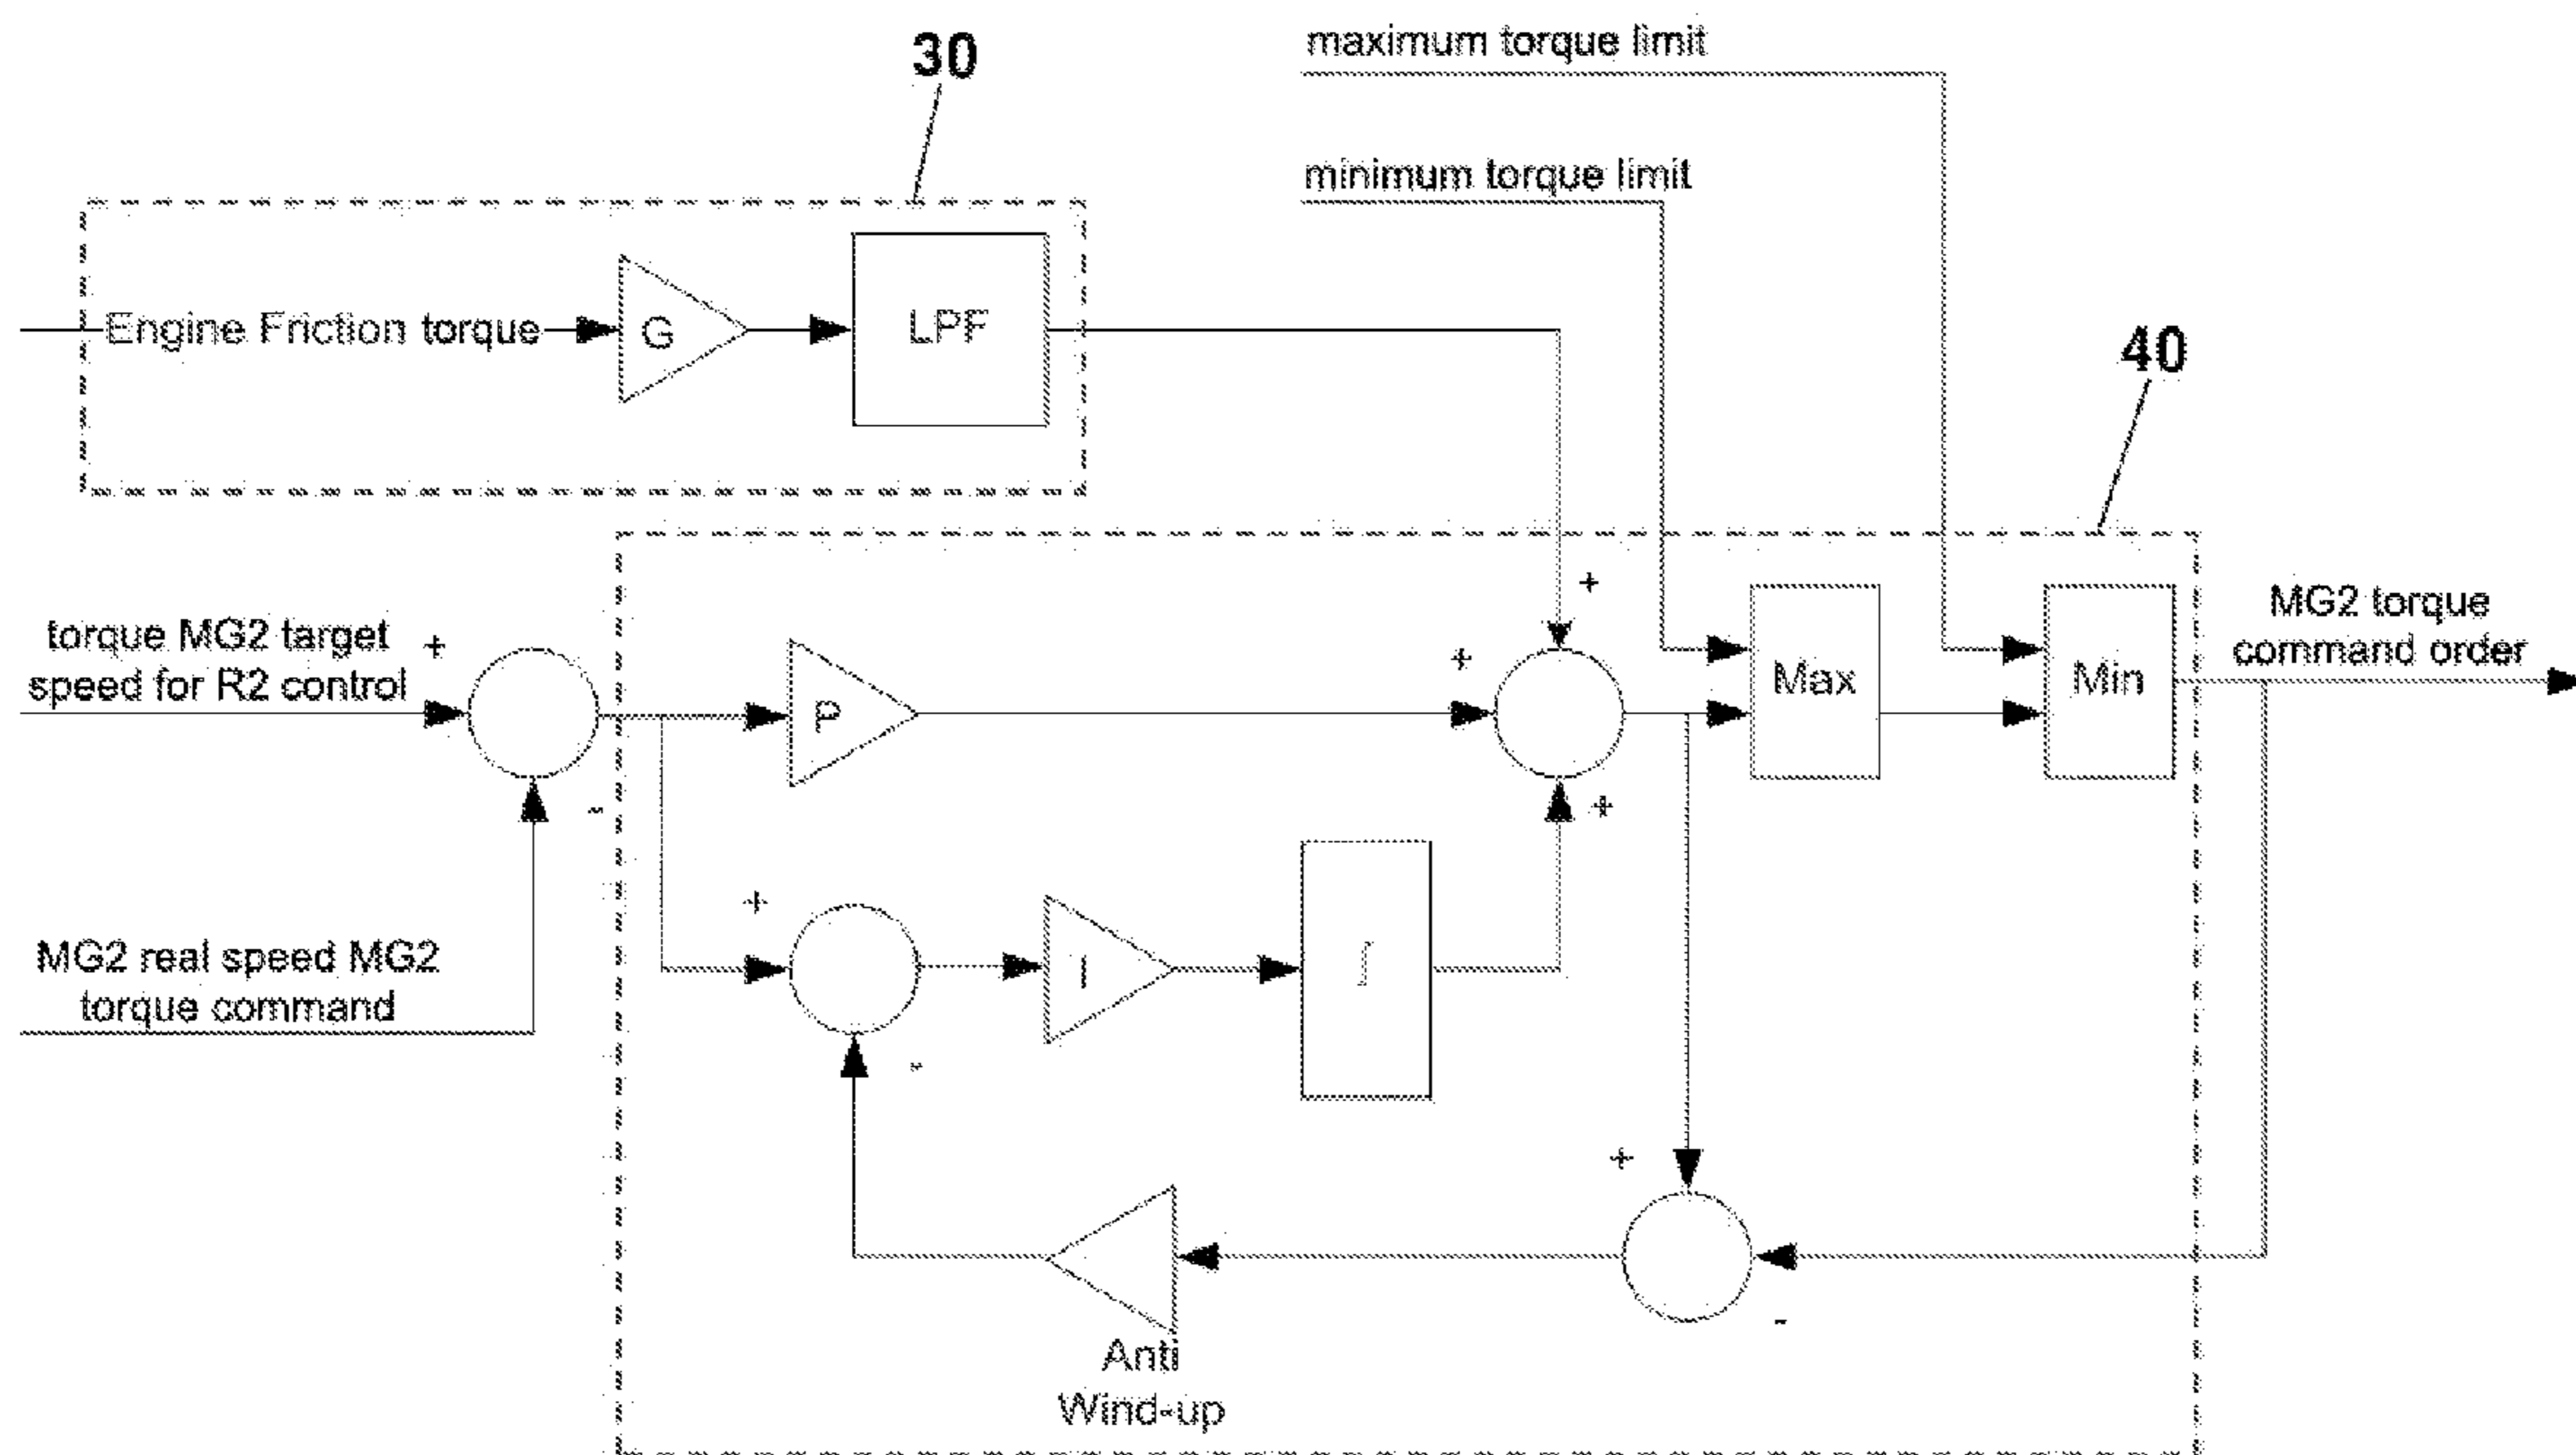 30
maximum torque limit
minimum torque limit
Engine Friction torque
G
LPF
40
torque MG2 target
speed for R2 control
+
-
MG2 real speed MG2
torque command
P
+
+
+
Max
Min
MG2 torque
command order
+
-
I
∫
+
-
Anti
Wind-up